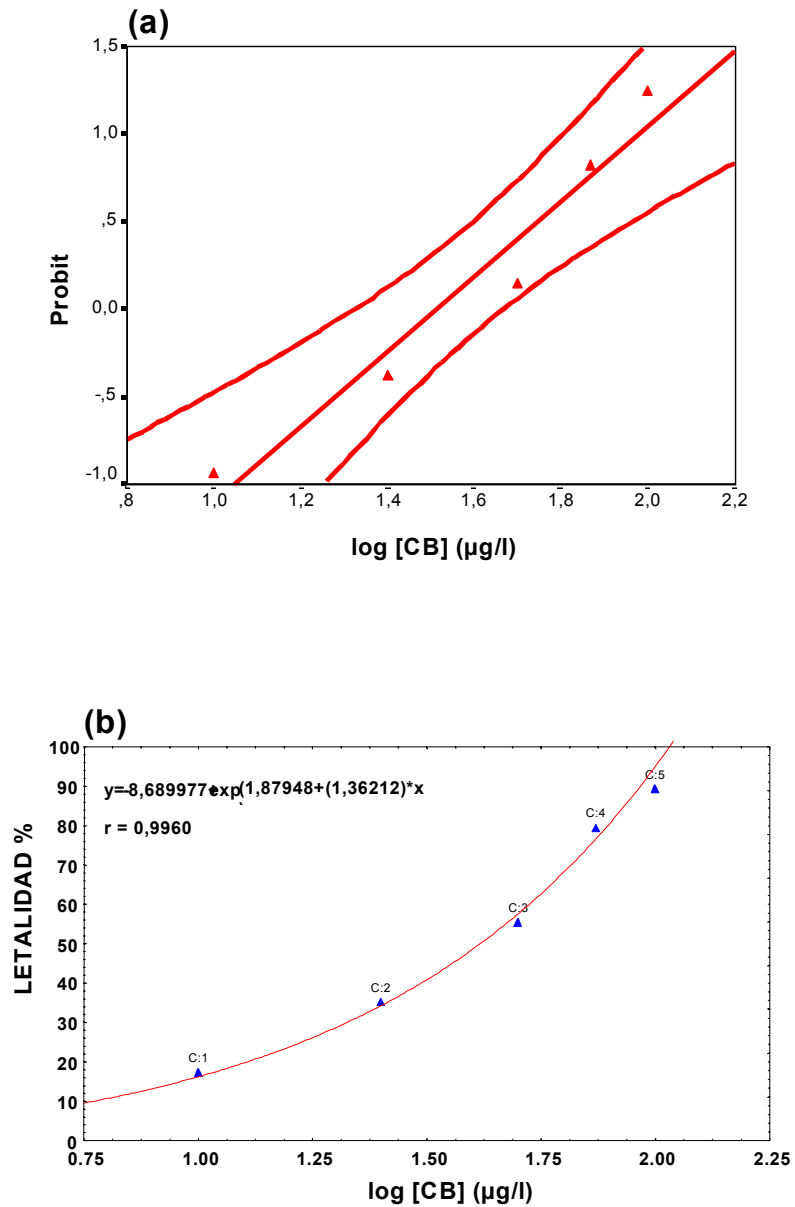 (a)
1,5
1,0
,5
0,0
-,5
-1,0
Probit
,8 1,0 1,2 1,4 1,6 1,8 2,0 2,2
log [CB] (µg/l)
(b)
100
90
80
70
60
50
40
30
20
10
0
LETALIDAD %
y=-8,689977+exp(1,87948+(1,36212)*x
r = 0,9960
C:1
C:2
C:3
C:4
C:5
0.75 1.00 1.25 1.50 1.75 2.00 2.25
log [CB] (µg/l)